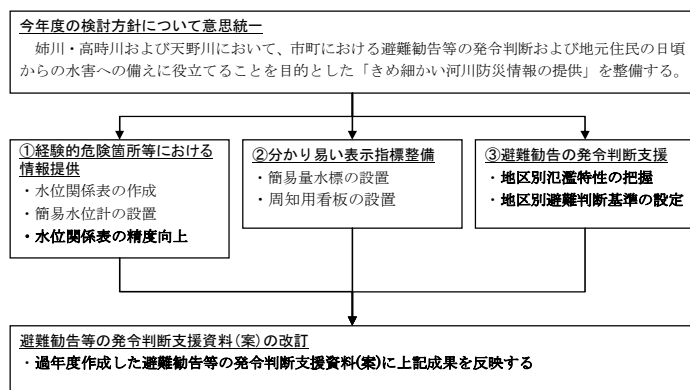 今年度の検討方針について意思統一
姉川・高時川および天野川において、市町における避難勧告等の発令判断および地元住民の日頃
からの水害への備えに役立てることを目的とした「きめ細かい河川防災情報の提供」を整備する。
①経験的危険箇所等における
情報提供
・水位関係表の作成
・簡易水位計の設置
・水位関係表の精度向上
②分かり易い表示指標整備
・簡易量水標の設置
・周知用看板の設置
③避難勧告の発令判断支援
・地区別氾濫特性の把握
・地区別避難判断基準の設定
避難勧告等の発令判断支援資料(案)の改訂
・過年度作成した避難勧告等の発令判断支援資料(案)に上記成果を反映する